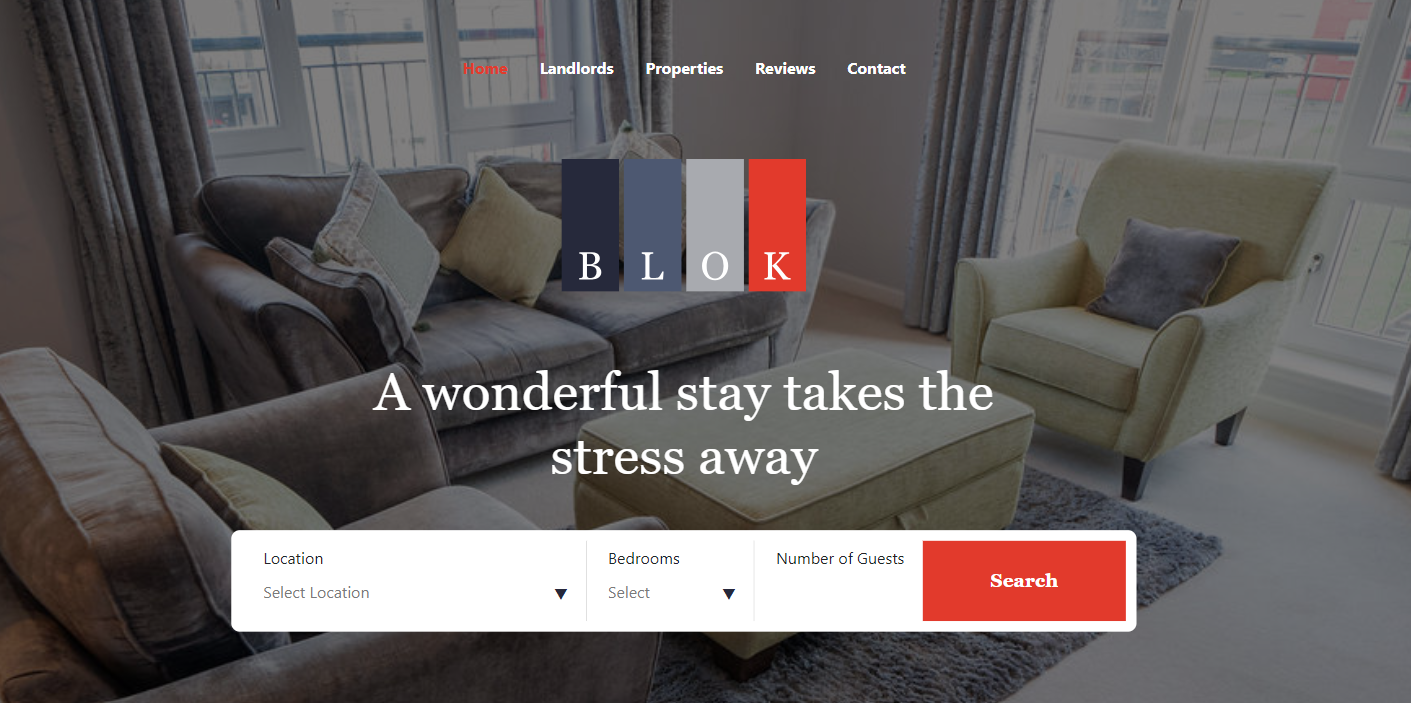 Home Landlords Properties Reviews Contact
B L O K
A wonderful stay takes the
stress away
Location Bedrooms Number of Guests
Select Location Select
Search